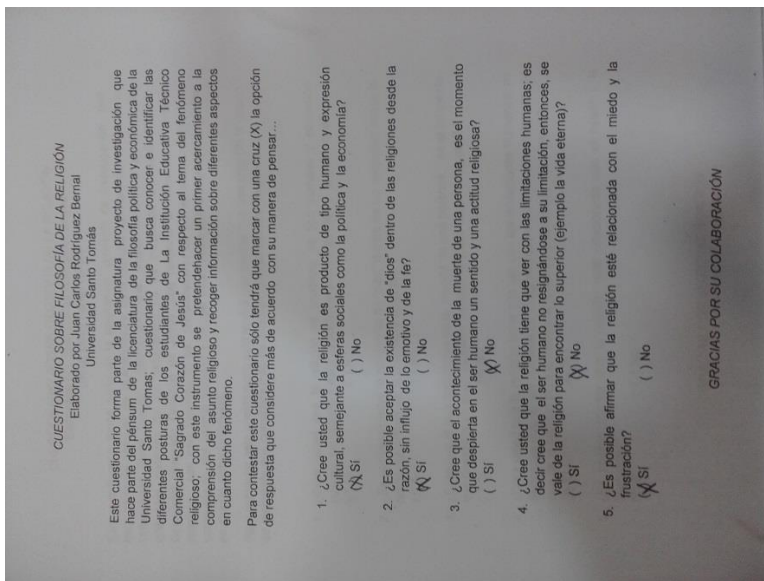 CUESTIONARIO SOBRE FILOSOFÍA DE LA RELIGIÓN
Elaborado por Juan Carlos Rodríguez Bernal
Universidad Santo Tomás
Este cuestionario forma parte de la asignatura proyecto de investigación que
hace parte del pénsum de la licenciatura de la filosofía política y económica de la
Universidad Santo Tomas; cuestionario que busca conocer e identificar las
diferentes posturas de los estudiantes de La Institución Educativa Técnico
Comercial "Sagrado Corazón de Jesús" con respecto al tema del fenómeno
religioso; con este instrumento se pretendehacer un primer acercamiento a la
comprensión del asunto religioso y recoger información sobre diferentes aspectos
en cuanto dicho fenómeno.
Para contestar este cuestionario sólo tendrá que marcar con una cruz (X) la opción
de respuesta que considere más de acuerdo con su manera de pensar...
1. ¿Cree usted que la religión es producto de tipo humano y expresión
cultural, semejante a esferas sociales como la política y la economía?
(X) Sí ( ) No
2. ¿Es posible aceptar la existencia de "dios" dentro de las religiones desde la
razón, sin influjo de lo emotivo y de la fe?
(X) Sí ( ) No
3. ¿Cree que el acontecimiento de la muerte de una persona, es el momento
que despierta en el ser humano un sentido y una actitud religiosa?
( ) Sí (X) No
4. ¿Cree usted que la religión tiene que ver con las limitaciones humanas; es
decir cree que el ser humano no resignándose a su limitación, entonces, se
vale de la religión para encontrar lo superior (ejemplo la vida eterna)?
( ) Sí (X) No
5. ¿Es posible afirmar que la religión esté relacionada con el miedo y la
frustración?
(X) Sí ( ) No
GRACIAS POR SU COLABORACIÓN